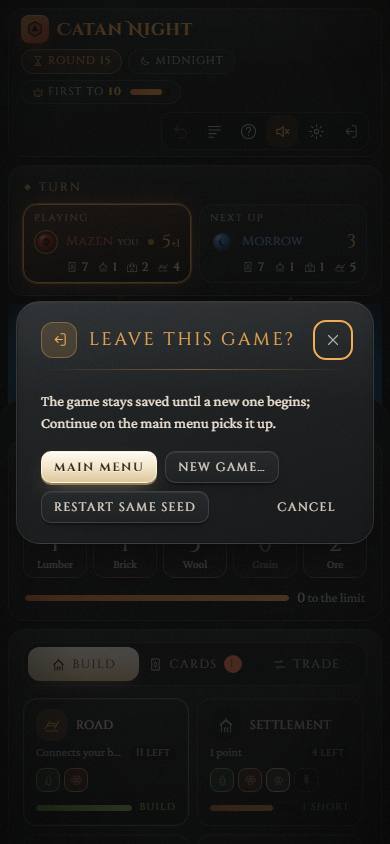 CATAN NIGHT
ROUND 15
MIDNIGHT
FIRST TO 10
TURN
PLAYING
MAZEN YOU 5+1
7 1 2 4
NEXT UP
MORROW 3
7 1 1 5
LEAVE THIS GAME?
The game stays saved until a new one begins;
Continue on the main menu picks it up.
MAIN MENU
NEW GAME…
RESTART SAME SEED
CANCEL
Lumber
Brick
Wool
Grain
Ore
0 to the limit
BUILD
CARDS
TRADE
ROAD
Connects your b... 11 LEFT
BUILD
SETTLEMENT
1 point 4 LEFT
1 SHORT